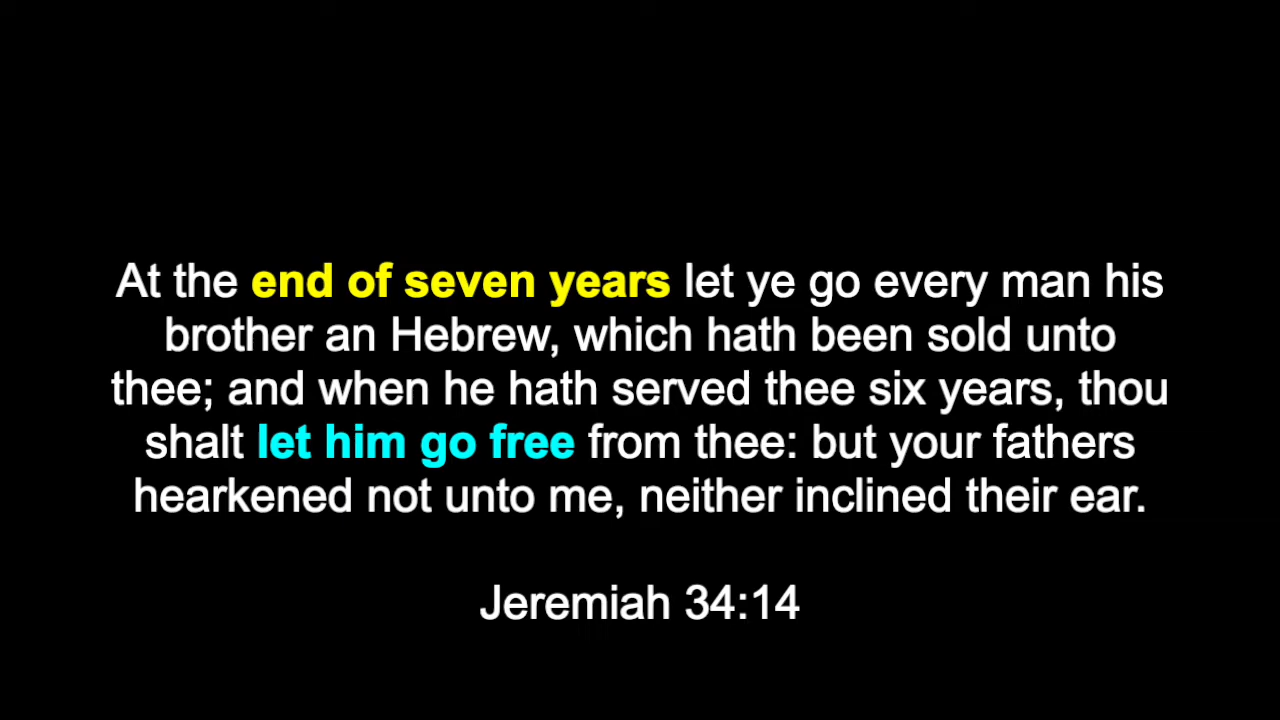 At the end of seven years let ye go every man his
brother an Hebrew, which hath been sold unto
thee; and when he hath served thee six years, thou
shalt let him go free from thee: but your fathers
hearkened not unto me, neither inclined their ear.
Jeremiah 34:14